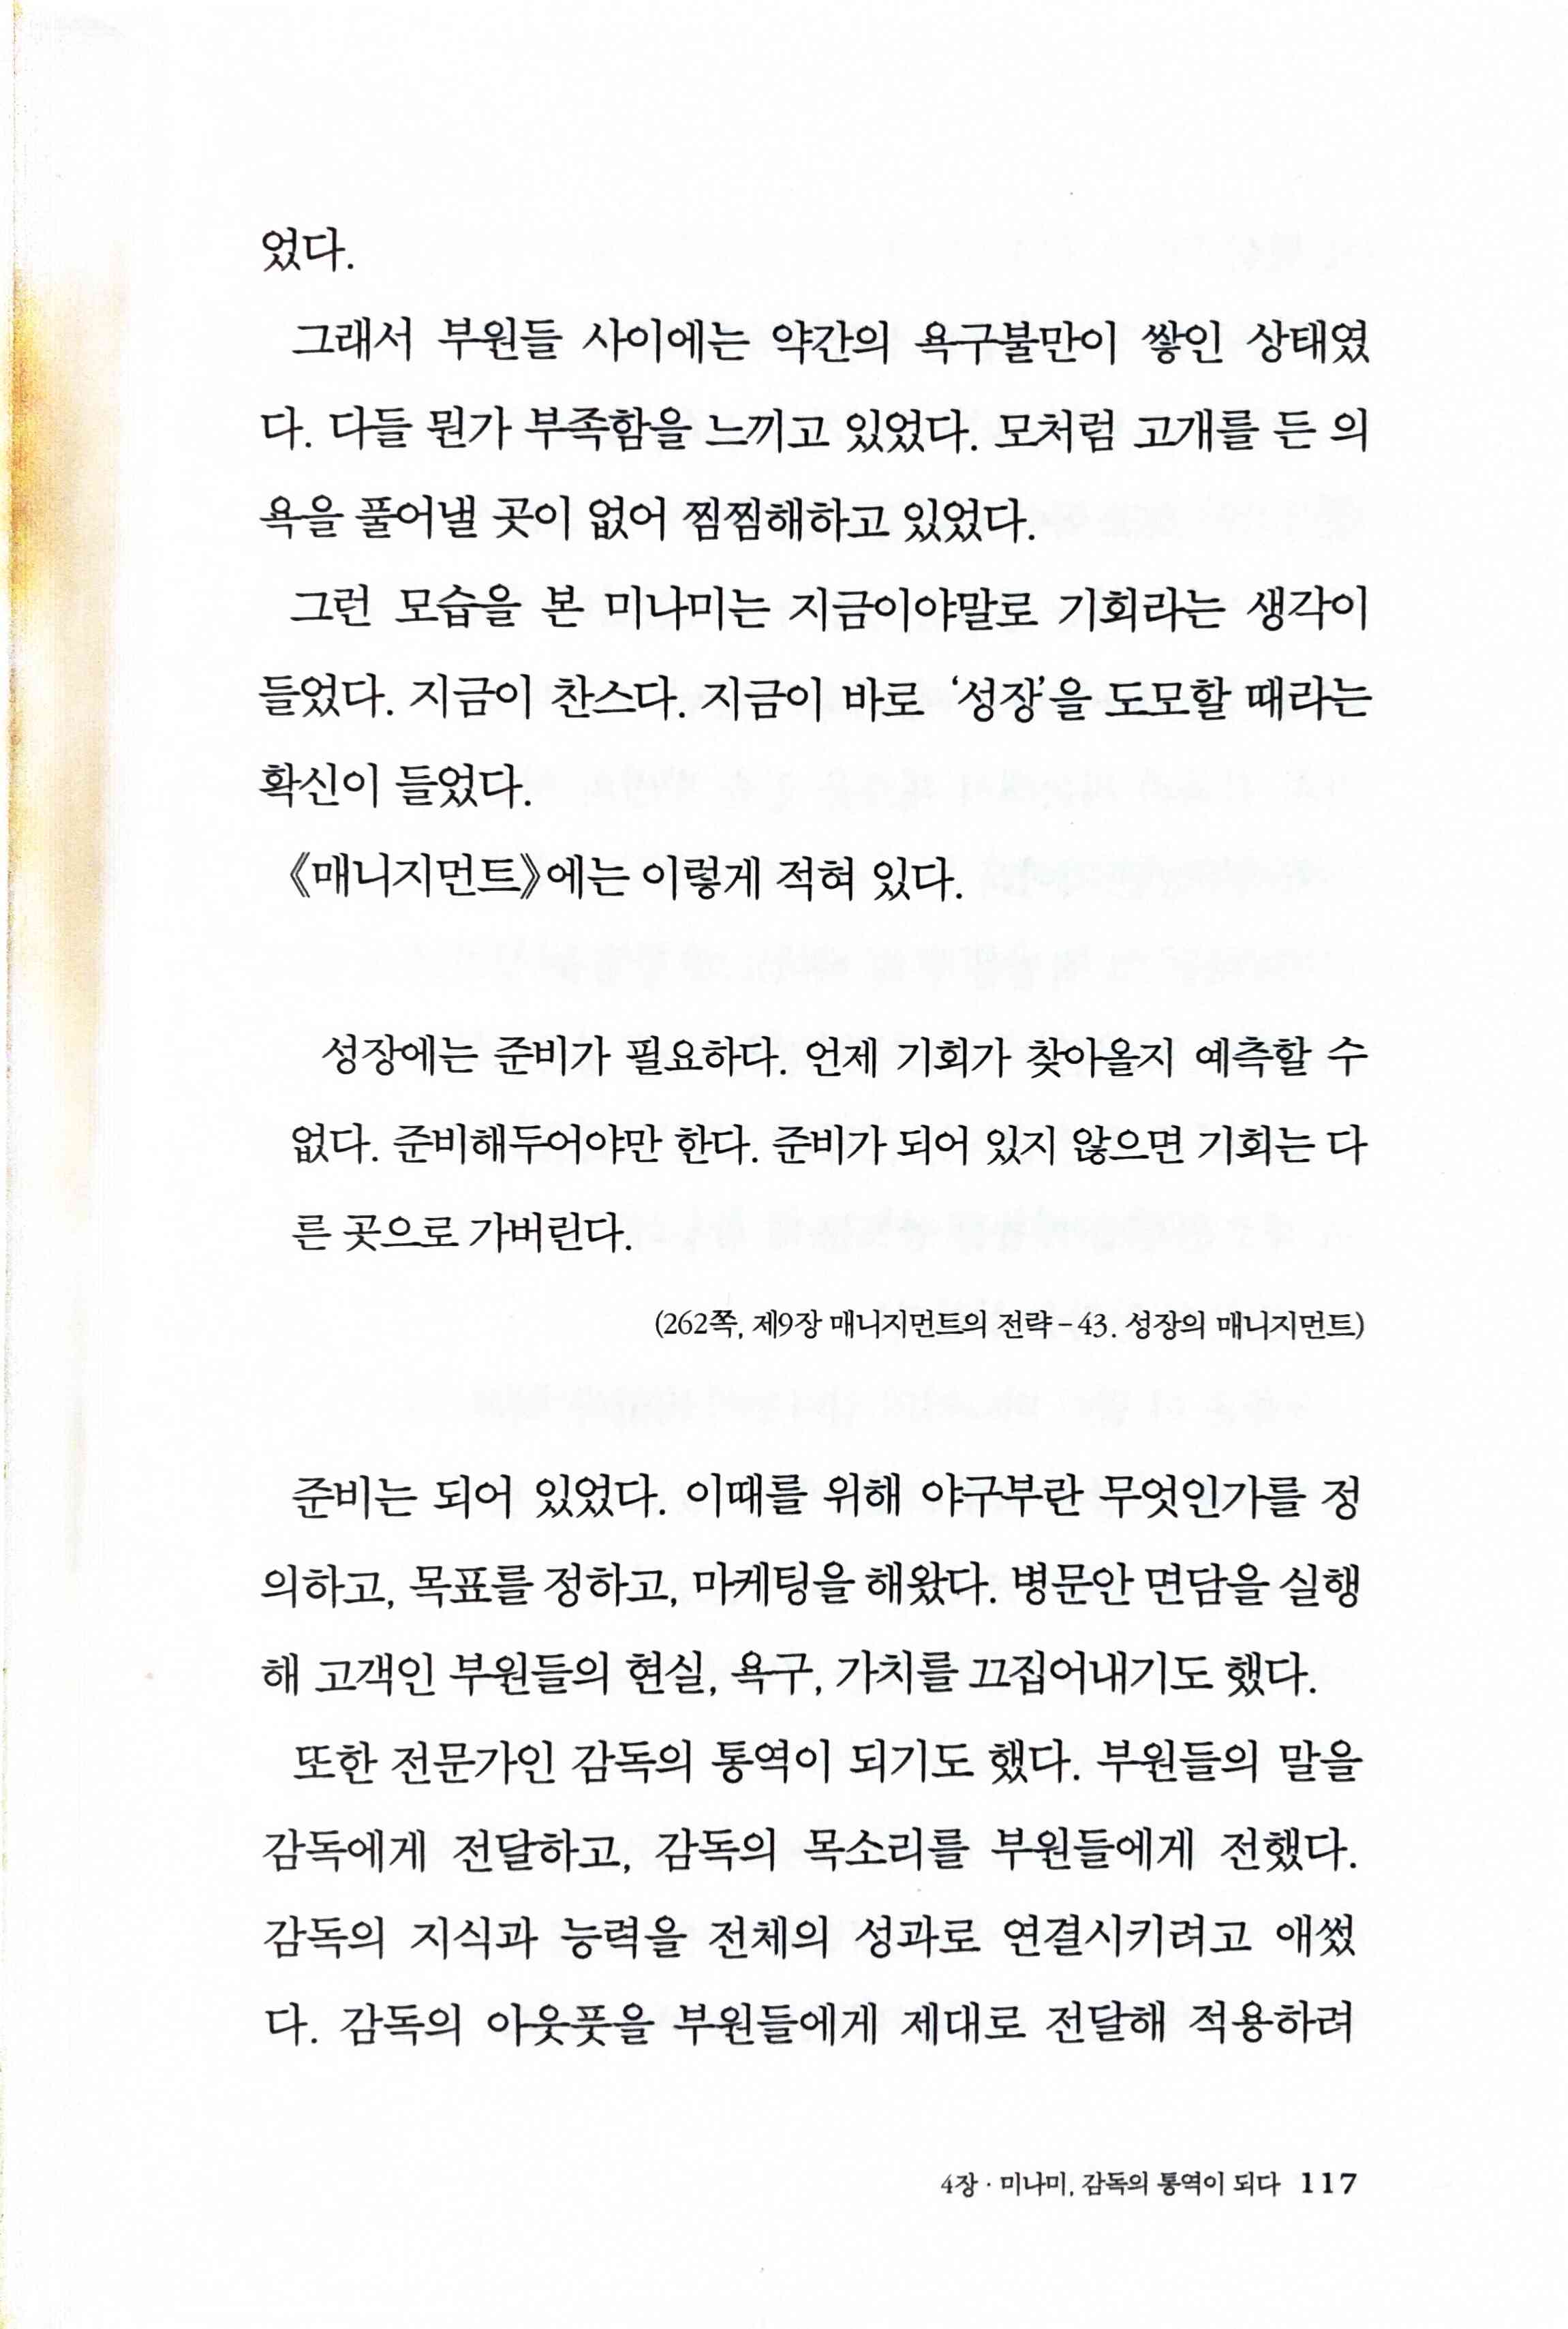 었다.
그래서 부원들 사이에는 약간의 욕구불만이 쌓인 상태였
다. 다들 뭔가 부족함을 느끼고 있었다. 모처럼 고개를 든 의
욕을 풀어낼 곳이 없어 찜찜해하고 있었다.
그런 모습을 본 미나미는 지금이야말로 기회라는 생각이
들었다. 지금이 찬스다. 지금이 바로 ‘성장’을 도모할 때라는
확신이 들었다.
《매니지먼트》에는 이렇게 적혀 있다.
성장에는 준비가 필요하다. 언제 기회가 찾아올지 예측할 수
없다. 준비해두어야만 한다. 준비가 되어 있지 않으면 기회는 다
른 곳으로 가버린다.
(262쪽, 제9장 매니지먼트의 전략 – 43. 성장의 매니지먼트)
준비는 되어 있었다. 이때를 위해 야구부란 무엇인가를 정
의하고, 목표를 정하고, 마케팅을 해왔다. 병문안 면담을 실행
해 고객인 부원들의 현실, 욕구, 가치를 끄집어내기도 했다.
또한 전문가인 감독의 통역이 되기도 했다. 부원들의 말을
감독에게 전달하고, 감독의 목소리를 부원들에게 전했다.
감독의 지식과 능력을 전체의 성과로 연결시키려고 애썼
다. 감독의 아웃풋을 부원들에게 제대로 전달해 적용하려
4장 · 미나미, 감독의 통역이 되다 117